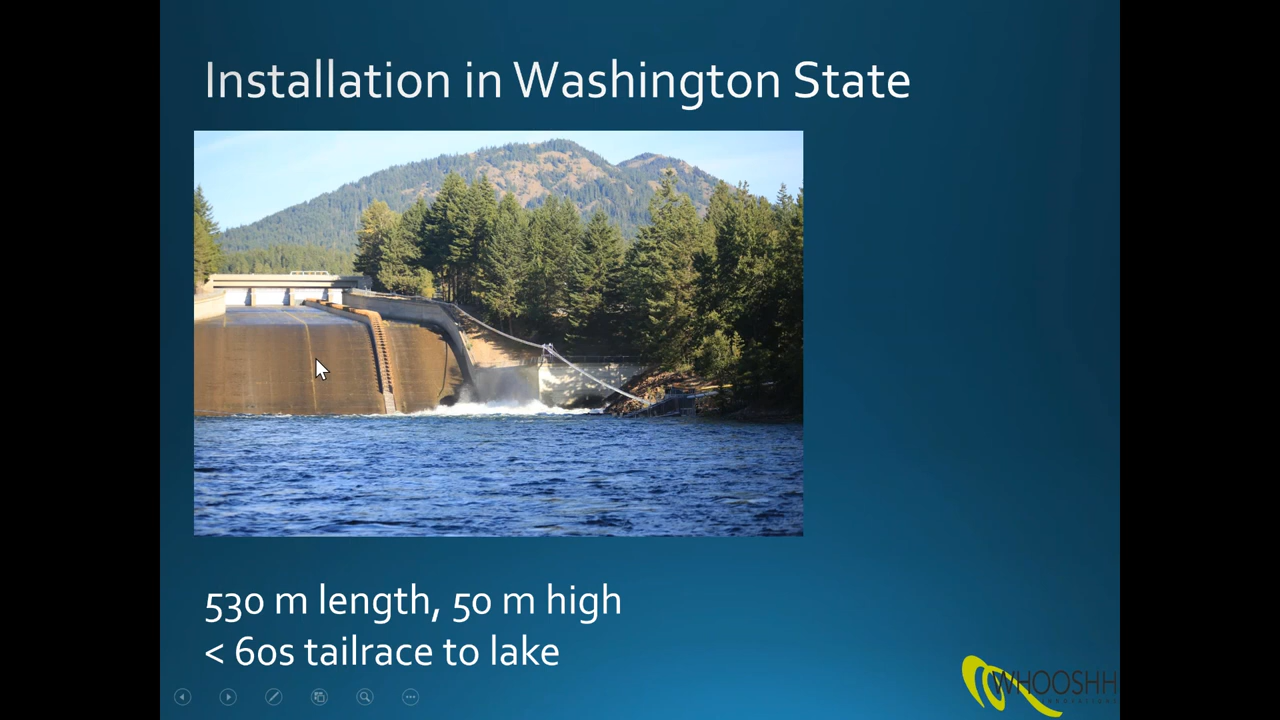 Installation in Washington State
530 m length, 50 m high
< 60s tailrace to lake
WHOOSHH